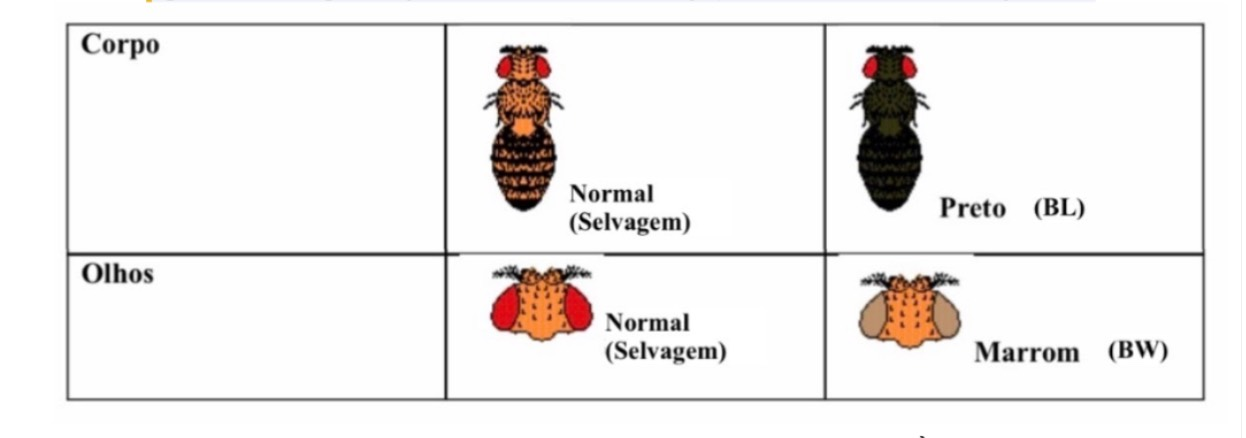 Corpo
Normal
(Selvagem)
Preto (BL)
Olhos
Normal
(Selvagem)
Marrom (BW)